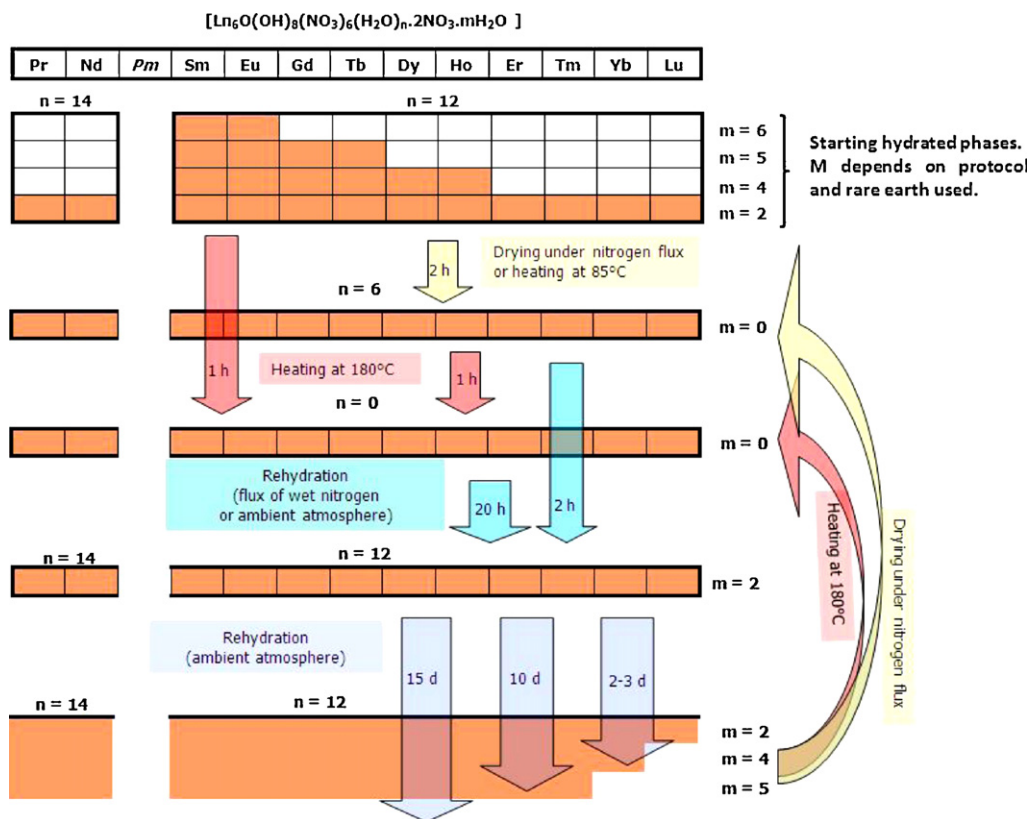 [Ln₆O(OH)₈(NO₃)₆(H₂O)ₙ.2NO₃.mH₂O ]
Pr Nd Pm Sm Eu Gd Tb Dy Ho Er Tm Yb Lu
n = 14
n = 12
m = 6
m = 5
m = 4
m = 2
Starting hydrated phases.
M depends on protocol
and rare earth used.
2 h
Drying under nitrogen flux
or heating at 85ºC
n = 6
m = 0
1 h
Heating at 180ºC
1 h
n = 0
m = 0
Rehydration
(flux of wet nitrogen
or ambient atmosphere)
20 h
2 h
n = 14
n = 12
m = 2
Rehydration
(ambient atmosphere)
15 d
10 d
2-3 d
n = 14
n = 12
m = 2
m = 4
m = 5
Heating at 180ºC
Drying under nitrogen flux